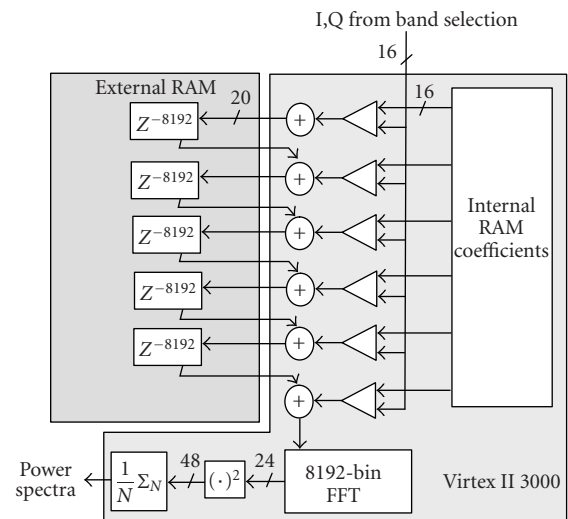 I,Q from band selection
16
External RAM
20
16
Z⁻⁸¹⁹²
+
Z⁻⁸¹⁹²
+
Z⁻⁸¹⁹²
+
Z⁻⁸¹⁹²
+
Z⁻⁸¹⁹²
+
+
Internal
RAM
coefficients
Power
spectra
1/N Σ_N
48
(·)²
24
8192-bin
FFT
Virtex II 3000